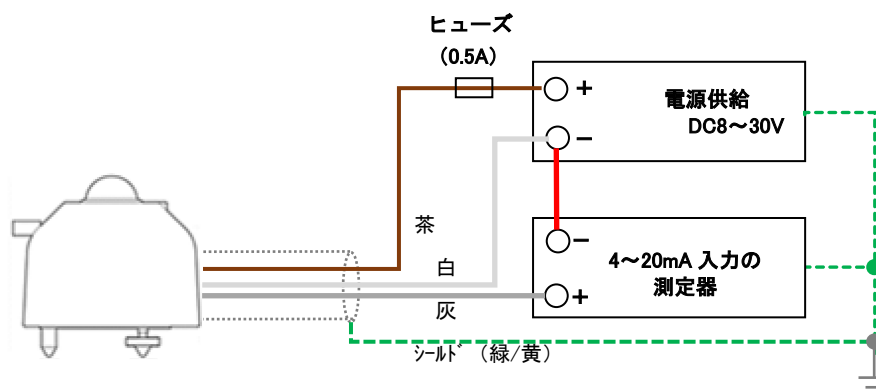 ヒューズ
（0.5A）
+
電源供給
DC8～30V
−
茶
−
4～20mA 入力の
測定器
白
+
灰
ｼｰﾙﾄﾞ（緑/黄）